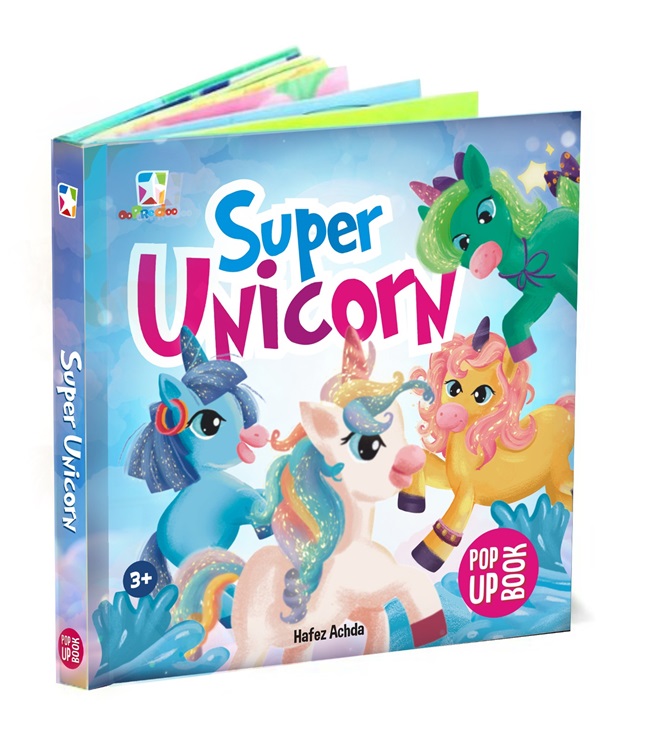 Super
Unicorn
3+
POP
UP
BOOK
Hafez Achda
Super Unicorn
POP
UP
BOOK